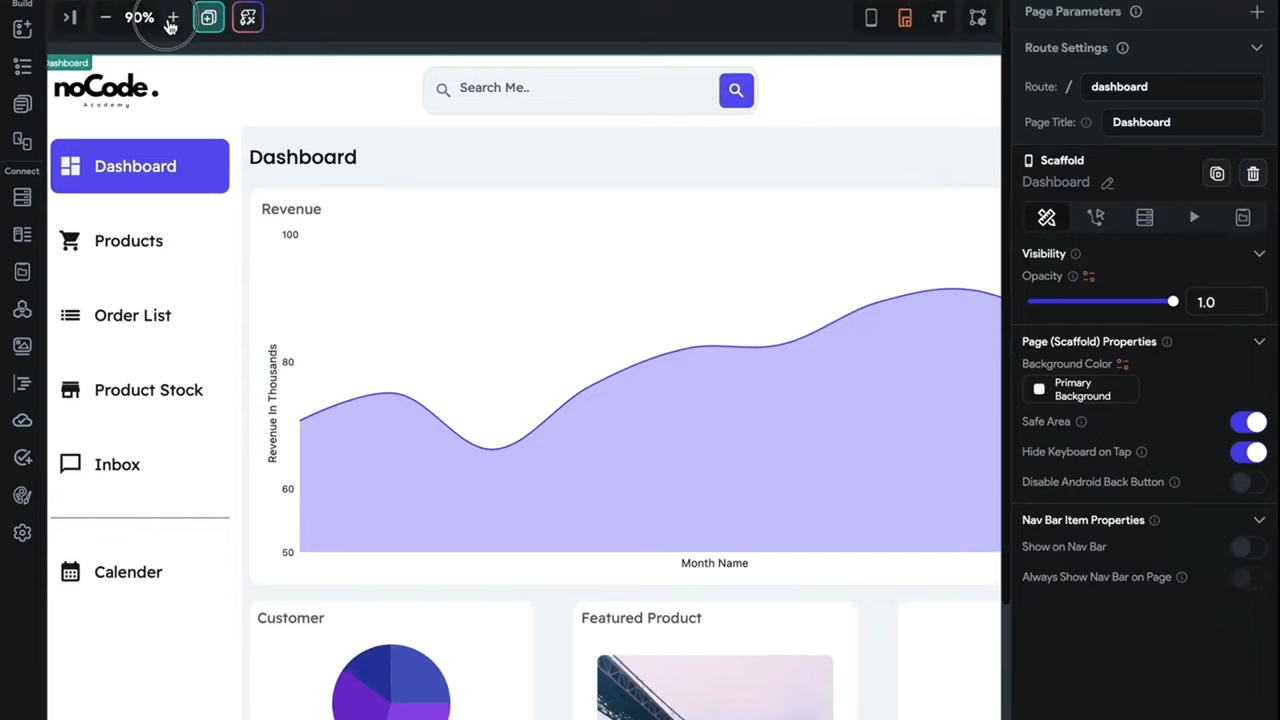 Build
90%
Connect
Dashboard
noCode.
Academy
Search Me..
Dashboard
Products
Order List
Product Stock
Inbox
Calender
Dashboard
Revenue
100
80
60
50
Revenue In Thousands
Month Name
Customer
Featured Product
Page Parameters
Route Settings
Route: / dashboard
Page Title: Dashboard
Scaffold
Dashboard
Visibility
Opacity
1.0
Page (Scaffold) Properties
Background Color
Primary
Background
Safe Area
Hide Keyboard on Tap
Disable Android Back Button
Nav Bar Item Properties
Show on Nav Bar
Always Show Nav Bar on Page